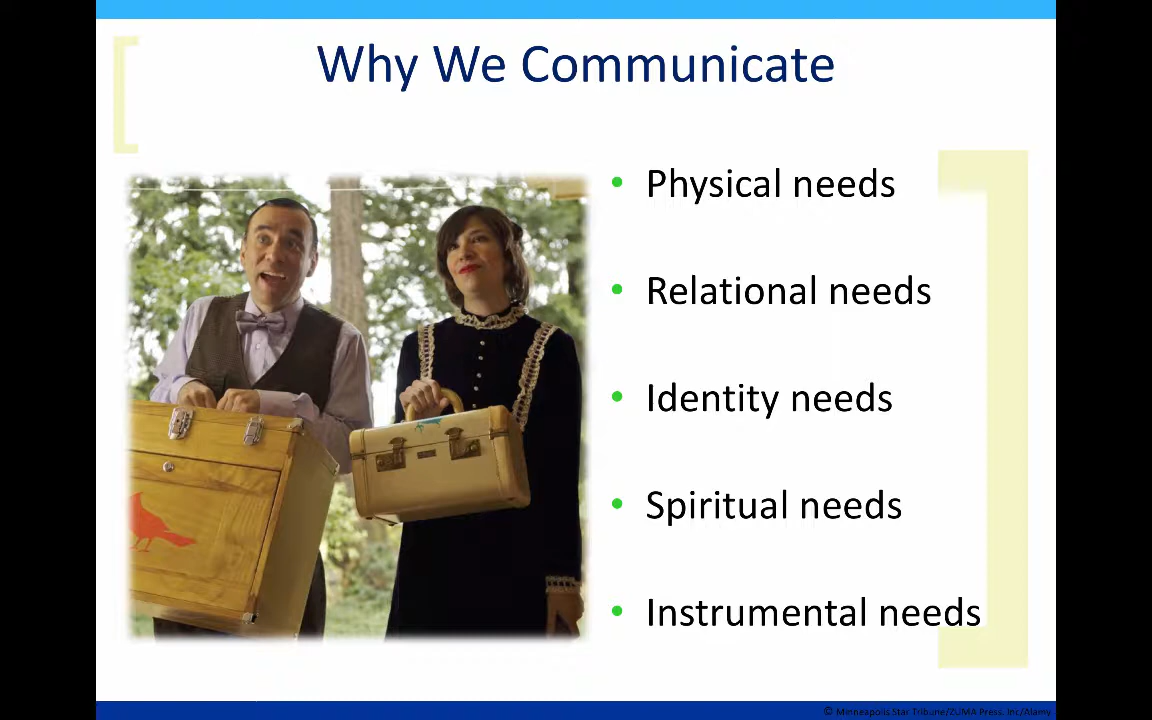 Why We Communicate
• Physical needs
• Relational needs
• Identity needs
• Spiritual needs
• Instrumental needs
© Minneapolis Star Tribune/ZUMA Press, Inc/Alamy